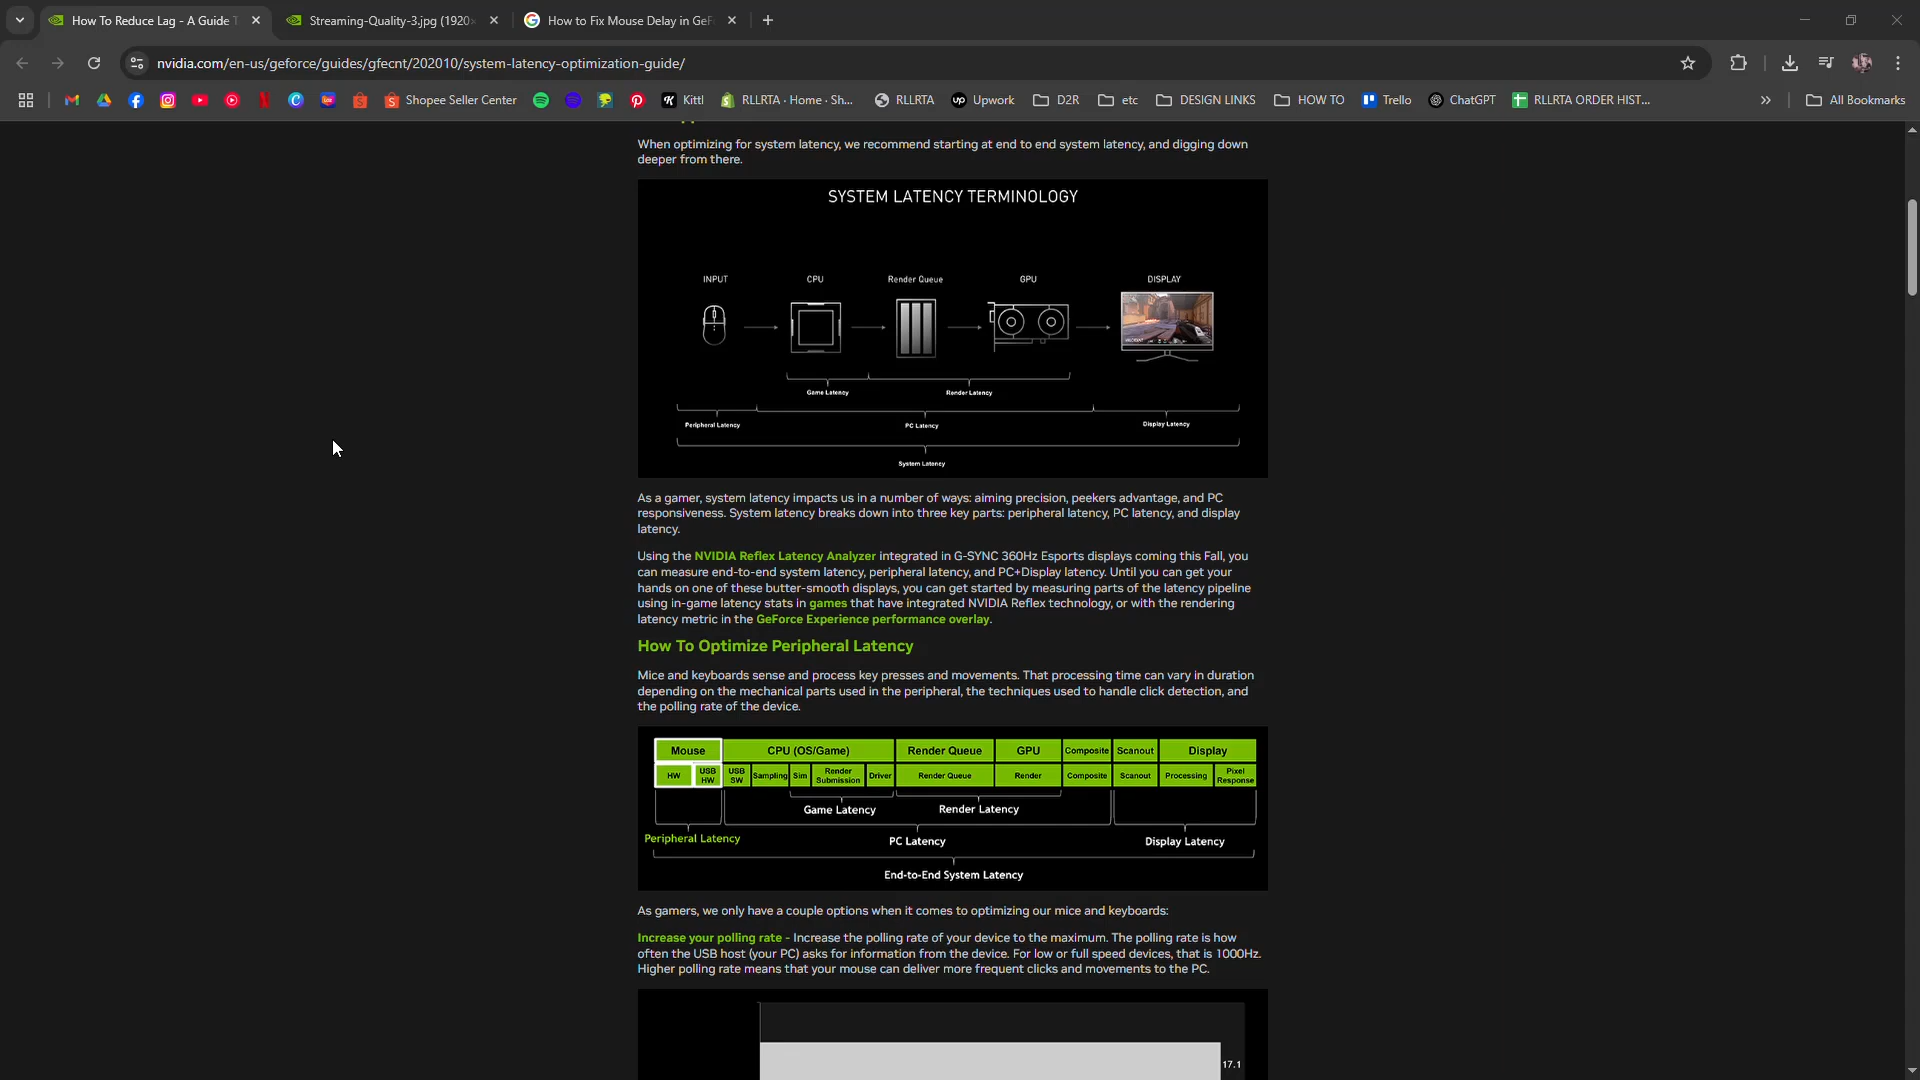 How To Reduce Lag - A Guide T
Streaming-Quality-3.jpg (1920×
How to Fix Mouse Delay in GeF
nvidia.com/en-us/geforce/guides/gfecnt/202010/system-latency-optimization-guide/
Shopee Seller Center
Kittl
RLLRTA · Home · Sh...
RLLRTA
Upwork
D2R
etc
DESIGN LINKS
HOW TO
Trello
ChatGPT
RLLRTA ORDER HIST...
All Bookmarks
When optimizing for system latency, we recommend starting at end to end system latency, and digging down
deeper from there.
SYSTEM LATENCY TERMINOLOGY
INPUT
CPU
Render Queue
GPU
DISPLAY
Game Latency
Render Latency
Peripheral Latency
PC Latency
Display Latency
System Latency
As a gamer, system latency impacts us in a number of ways: aiming precision, peekers advantage, and PC
responsiveness. System latency breaks down into three key parts: peripheral latency, PC latency, and display
latency.
Using the NVIDIA Reflex Latency Analyzer integrated in G-SYNC 360Hz Esports displays coming this Fall, you
can measure end-to-end system latency, peripheral latency, and PC+Display latency. Until you can get your
hands on one of these butter-smooth displays, you can get started by measuring parts of the latency pipeline
using in-game latency stats in games that have integrated NVIDIA Reflex technology, or with the rendering
latency metric in the GeForce Experience performance overlay.
How To Optimize Peripheral Latency
Mice and keyboards sense and process key presses and movements. That processing time can vary in duration
depending on the mechanical parts used in the peripheral, the techniques used to handle click detection, and
the polling rate of the device.
Mouse
CPU (OS/Game)
Render Queue
GPU
Composite
Scanout
Display
HW
USB HW
USB SW
Sampling
Sim
Render Submission
Driver
Render Queue
Render
Composite
Scanout
Processing
Pixel Response
Game Latency
Render Latency
Peripheral Latency
PC Latency
Display Latency
End-to-End System Latency
As gamers, we only have a couple options when it comes to optimizing our mice and keyboards:
Increase your polling rate - Increase the polling rate of your device to the maximum. The polling rate is how
often the USB host (your PC) asks for information from the device. For low or full speed devices, that is 1000Hz.
Higher polling rate means that your mouse can deliver more frequent clicks and movements to the PC.
17.1